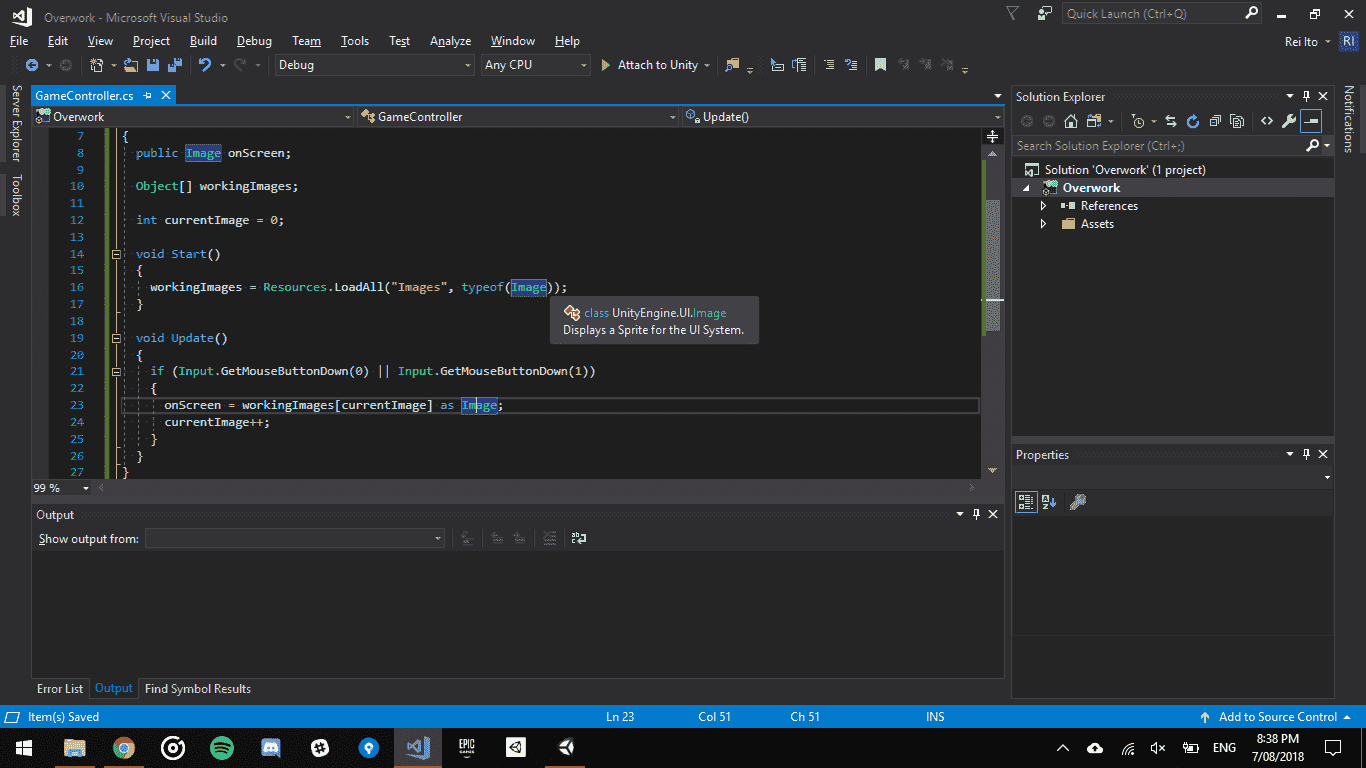 Overwork - Microsoft Visual Studio
Quick Launch (Ctrl+Q)
File Edit View Project Build Debug Team Tools Test Analyze Window Help
Rei Ito RI
Debug Any CPU Attach to Unity
Server Explorer
Toolbox
GameController.cs
Overwork GameController Update()
7 {
8 public Image onScreen;
9
10 Object[] workingImages;
11
12 int currentImage = 0;
13
14 void Start()
15 {
16 workingImages = Resources.LoadAll("Images", typeof(Image));
17 }
18
19 void Update()
20 {
21 if (Input.GetMouseButtonDown(0) || Input.GetMouseButtonDown(1))
22 {
23 onScreen = workingImages[currentImage] as Image;
24 currentImage++;
25 }
26 }
27 }
class UnityEngine.UI.Image
Displays a Sprite for the UI System.
99 %
Output
Show output from:
Error List Output Find Symbol Results
Solution Explorer
Search Solution Explorer (Ctrl+;)
Solution 'Overwork' (1 project)
Overwork
References
Assets
Properties
Notifications
Item(s) Saved Ln 23 Col 51 Ch 51 INS Add to Source Control
EPIC
GAMES
ENG
8:38 PM
7/08/2018